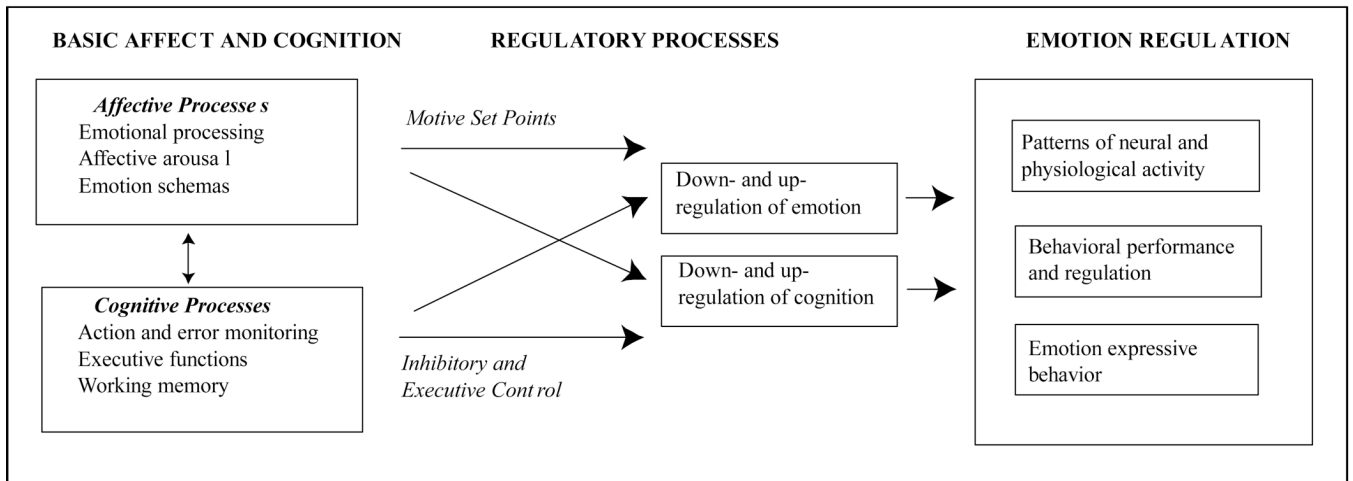 BASIC AFFECT AND COGNITION
Affective Processe s
Emotional processing
Affective arousa l
Emotion schemas
Cognitive Processes
Action and error monitoring
Executive functions
Working memory
REGULATORY PROCESSES
Motive Set Points
Inhibitory and
Executive Control
Down- and up-
regulation of emotion
Down- and up-
regulation of cognition
EMOTION REGULATION
Patterns of neural and
physiological activity
Behavioral performance
and regulation
Emotion expressive
behavior